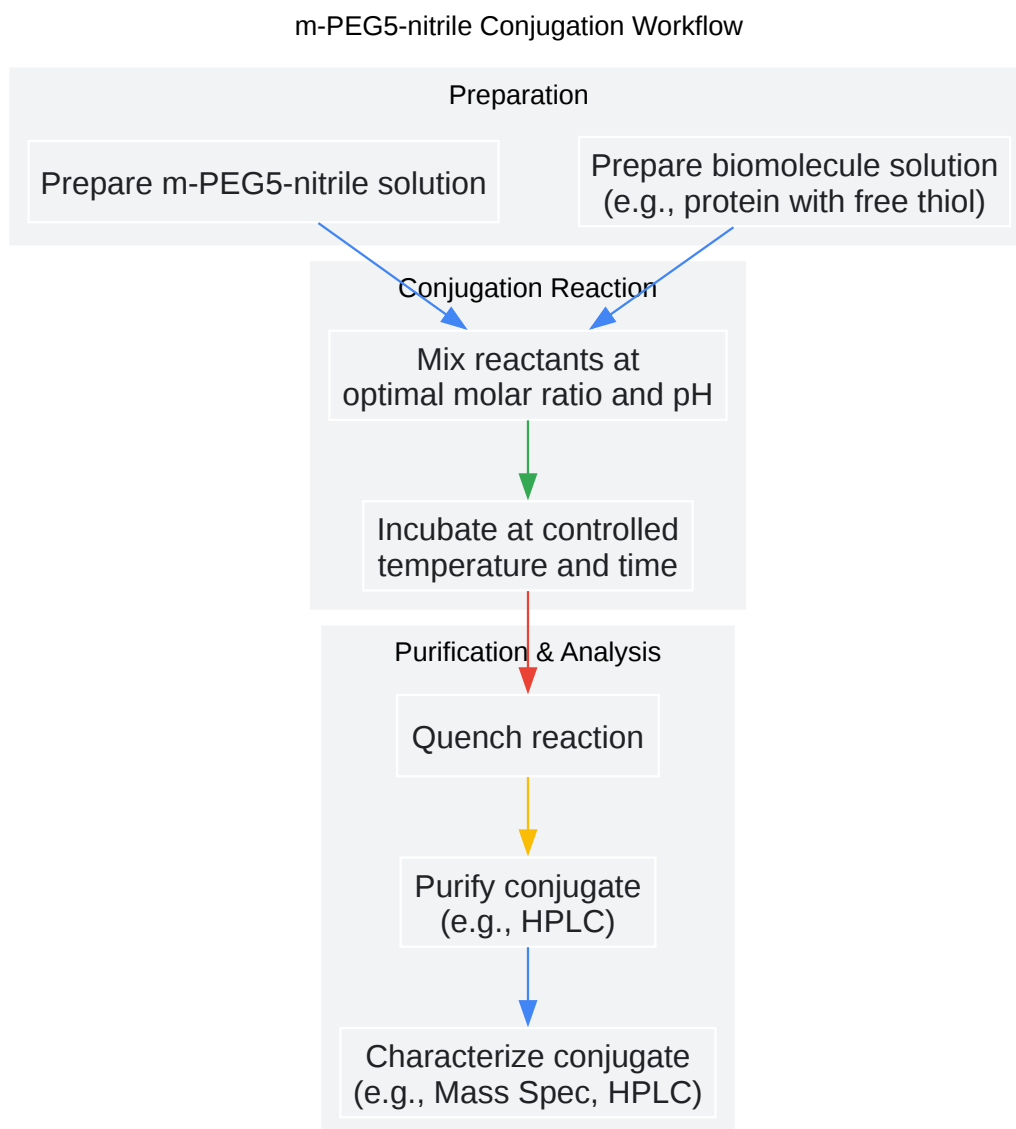 m-PEG5-nitrile Conjugation Workflow
Preparation
Prepare m-PEG5-nitrile solution
Prepare biomolecule solution
(e.g., protein with free thiol)
Conjugation Reaction
Mix reactants at
optimal molar ratio and pH
Incubate at controlled
temperature and time
Purification & Analysis
Quench reaction
Purify conjugate
(e.g., HPLC)
Characterize conjugate
(e.g., Mass Spec, HPLC)